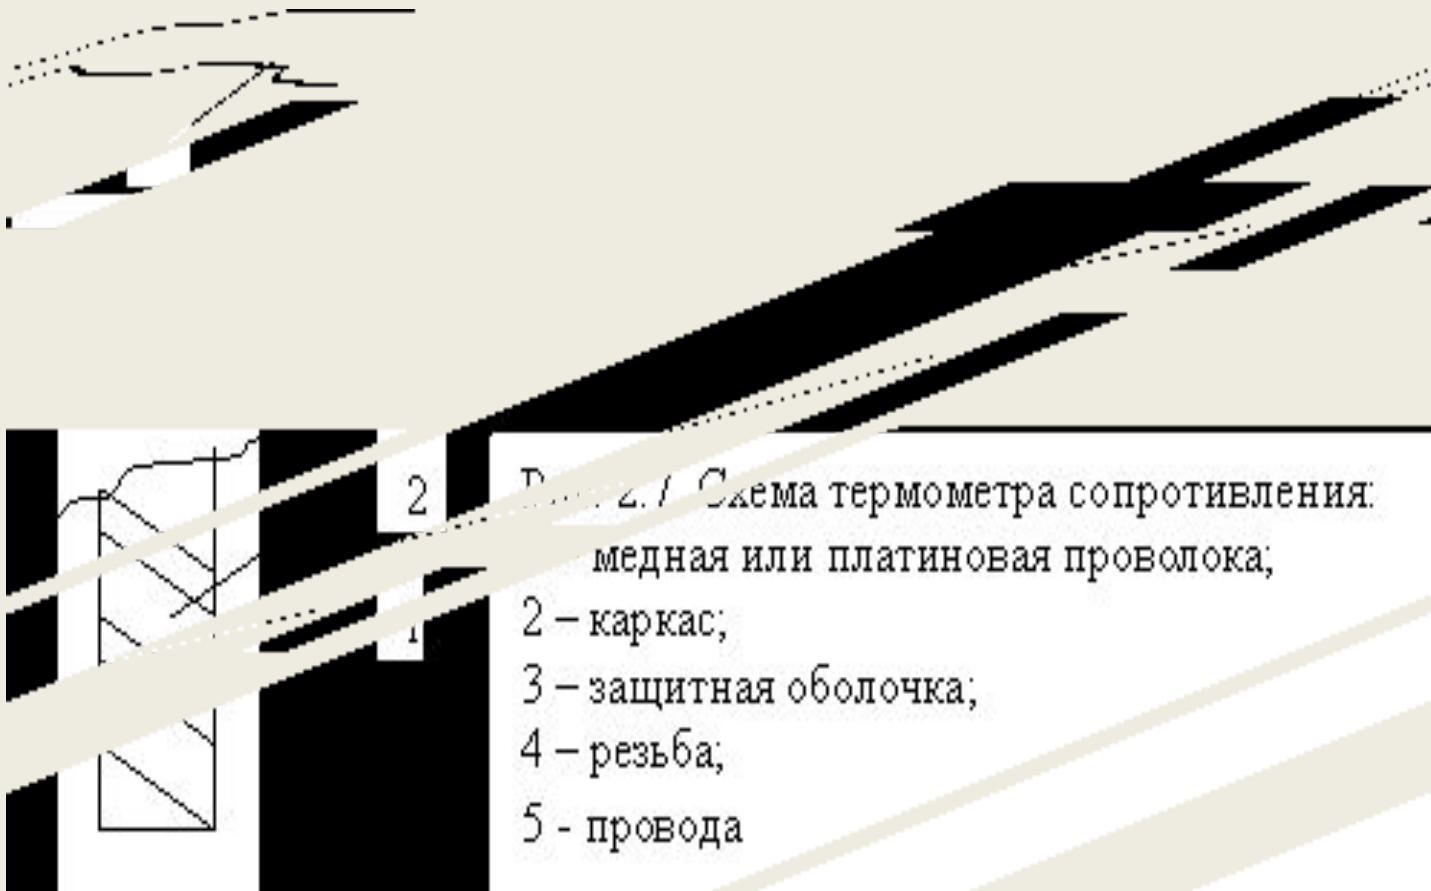 2
1
2.7 Схема термометра сопротивления:
медная или платиновая проволока;
2 – каркас;
3 – защитная оболочка;
4 – резьба;
5 - провода